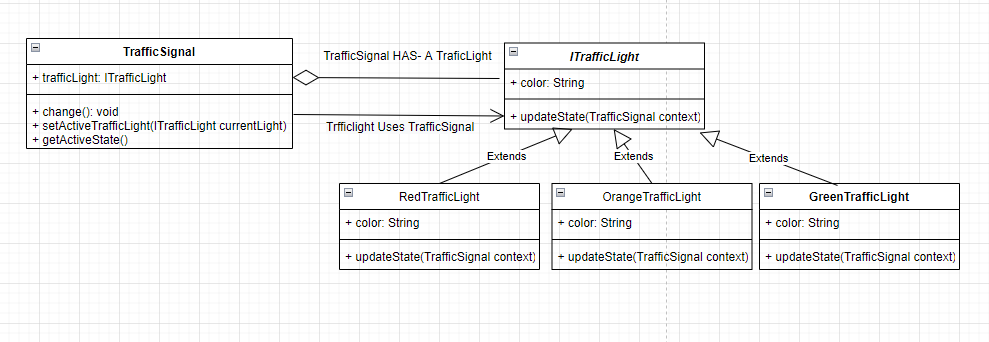 TrafficSignal
+ trafficLight: ITrafficLight
+ change(): void
+ setActiveTrafficLight(ITrafficLight currentLight)
+ getActiveState()
TrafficSignal HAS- A TraficLight
Trfficlight Uses TrafficSignal
ITrafficLight
+ color: String
+ updateState(TrafficSignal context)
Extends
Extends
Extends
RedTrafficLight
+ color: String
+ updateState(TrafficSignal context)
OrangeTrafficLight
+ color: String
+ updateState(TrafficSignal context)
GreenTrafficLight
+ color: String
+ updateState(TrafficSignal context)